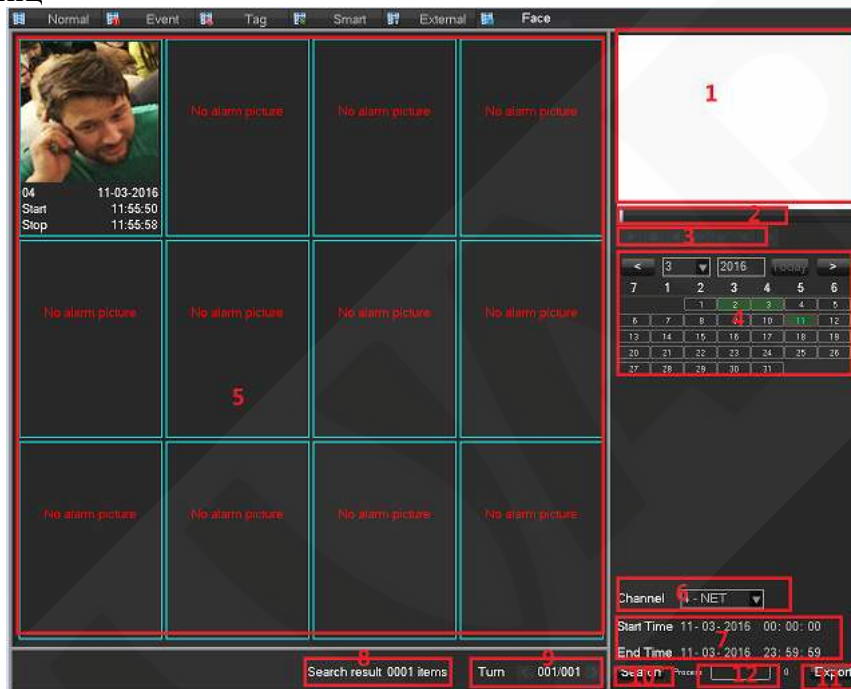 Normal Event Tag Smart External Face
No alarm picture No alarm picture No alarm picture
04 11-03-2016
Start 11:55:50
Stop 11:55:58
No alarm picture No alarm picture No alarm picture No alarm picture
5
No alarm picture No alarm picture No alarm picture No alarm picture
8
Search result 0001 items
9
Turn 001/001
1
2
3
< 3 2016 Today >
7 1 2 3 4 5 6
1 2 3 4 5
6 7 8 9 10 11 12
4
13 14 15 16 17 18 19
20 21 22 23 24 25 26
27 28 29 30 31
Channel 6 - NET
Start Time 11-03-2016 00:00:00
7
End Time 11-03-2016 23:59:59
Search Process 0 Export
10 12 11